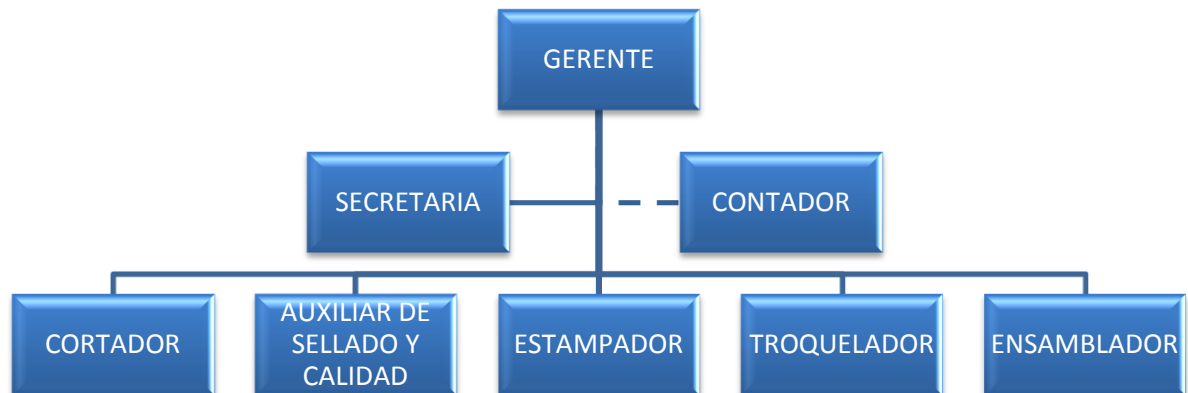 GERENTE
SECRETARIA
CONTADOR
CORTADOR
AUXILIAR DE
SELLADO Y
CALIDAD
ESTAMPADOR
TROQUELADOR
ENSAMBLADOR